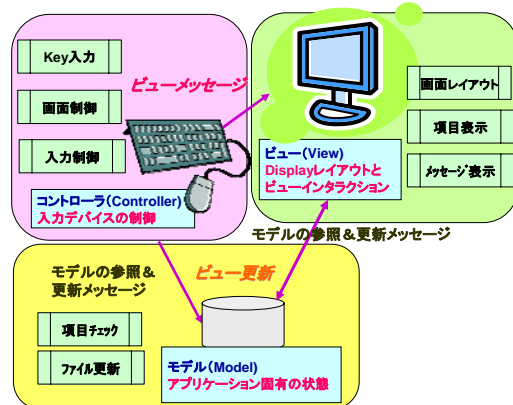 Key入力
画面制御
入力制御
ビューメッセージ
コントローラ(Controller)
入力デバイスの制御
画面レイアウト
項目表示
メッセージ表示
ビュー(View)
Displayレイアウトと
ビューインタラクション
モデルの参照&更新メッセージ
モデルの参照&
更新メッセージ
ビュー更新
項目チェック
ファイル更新
モデル(Model)
アプリケーション固有の状態